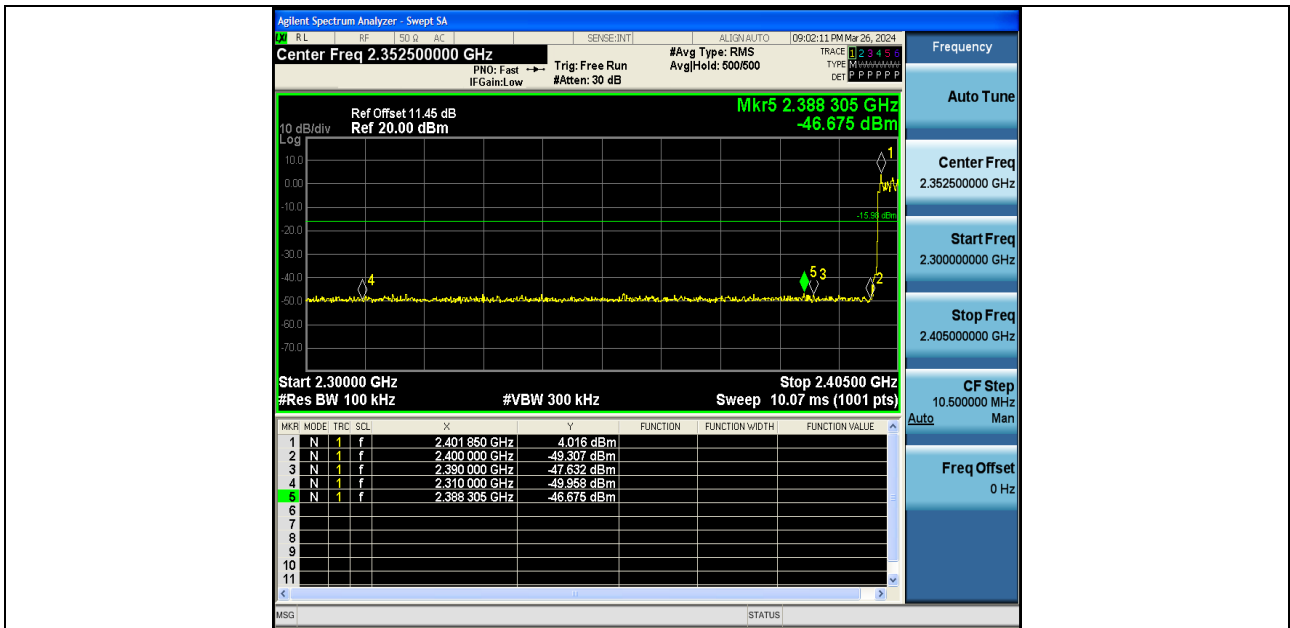 Agilent Spectrum Analyzer - Swept SA
LXI RL RF 50 Ω AC SENSE:INT ALIGN AUTO 09:02:11 PM Mar 26, 2024
Center Freq 2.352500000 GHz
PNO: Fast
IFGain:Low
Trig: Free Run
#Atten: 30 dB
#Avg Type: RMS
Avg|Hold: 500/500
TRACE 1 2 3 4 5 6
TYPE M
DET P P P P P P
Ref Offset 11.45 dB
10 dB/div Ref 20.00 dBm
Log
Mkr5 2.388 305 GHz
-46.675 dBm
10.0
0.00
-10.0
-20.0
-30.0
-40.0
-50.0
-60.0
-70.0
1
-15.98 dBm
4
5 3
2
Start 2.30000 GHz Stop 2.40500 GHz
#Res BW 100 kHz #VBW 300 kHz Sweep 10.07 ms (1001 pts)
MKR MODE TRC SCL X Y FUNCTION FUNCTION WIDTH FUNCTION VALUE
1 N 1 f 2.401 850 GHz 4.016 dBm
2 N 1 f 2.400 000 GHz -49.307 dBm
3 N 1 f 2.390 000 GHz -47.632 dBm
4 N 1 f 2.310 000 GHz -49.958 dBm
5 N 1 f 2.388 305 GHz -46.675 dBm
6
7
8
9
10
11
MSG STATUS
Frequency
Auto Tune
Center Freq
2.352500000 GHz
Start Freq
2.300000000 GHz
Stop Freq
2.405000000 GHz
CF Step
10.500000 MHz
Auto Man
Freq Offset
0 Hz